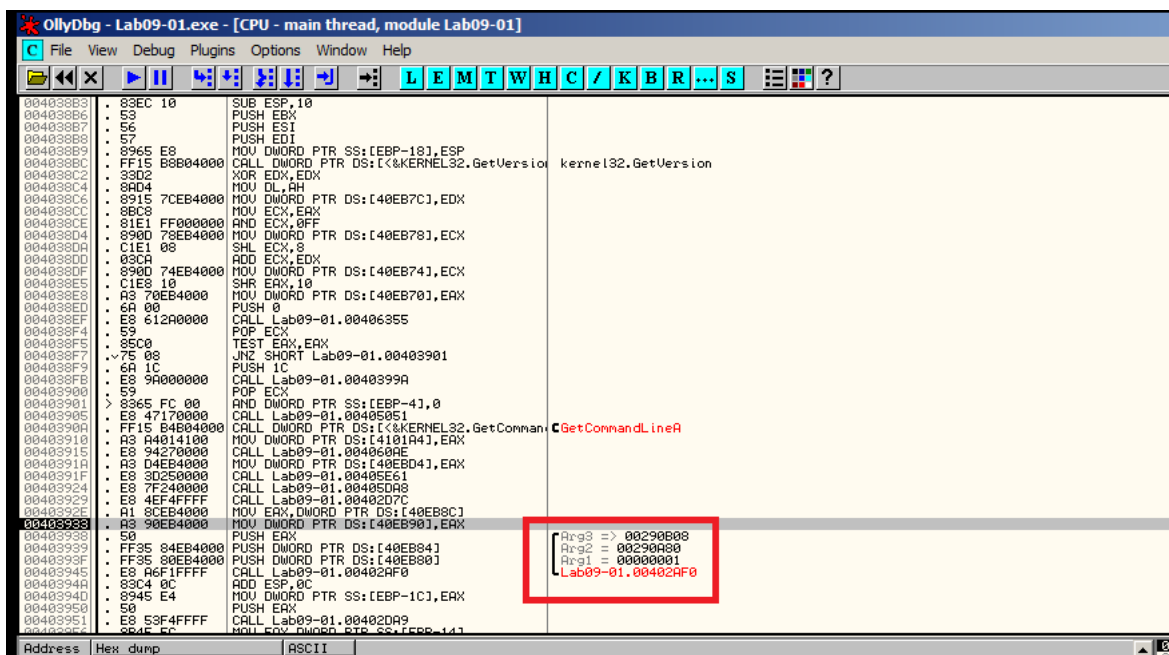 OllyDbg - Lab09-01.exe - [CPU - main thread, module Lab09-01]
C File View Debug Plugins Options Window Help
L E M T W H C / K B R ... S ?
004038B3 . 83EC 10 SUB ESP,10
004038B6 . 53 PUSH EBX
004038B7 . 56 PUSH ESI
004038B8 . 57 PUSH EDI
004038B9 . 8965 E8 MOV DWORD PTR SS:[EBP-18],ESP
004038BC . FF15 B8B04000 CALL DWORD PTR DS:[<&KERNEL32.GetVersion kernel32.GetVersion
004038C2 . 33D2 XOR EDX,EDX
004038C4 . 8AD4 MOV DL,AH
004038C6 . 8915 7CEB4000 MOV DWORD PTR DS:[40EB7C],EDX
004038CC . 8BC8 MOV ECX,EAX
004038CE . 81E1 FF000000 AND ECX,0FF
004038D4 . 890D 78EB4000 MOV DWORD PTR DS:[40EB78],ECX
004038DA . C1E1 08 SHL ECX,8
004038DD . 03CA ADD ECX,EDX
004038DF . 890D 74EB4000 MOV DWORD PTR DS:[40EB74],ECX
004038E5 . C1E8 10 SHR EAX,10
004038E8 . A3 70EB4000 MOV DWORD PTR DS:[40EB70],EAX
004038ED . 6A 00 PUSH 0
004038EF . E8 612A0000 CALL Lab09-01.00406355
004038F4 . 59 POP ECX
004038F5 . 85C0 TEST EAX,EAX
004038F7 .v75 08 JNZ SHORT Lab09-01.00403901
004038F9 . 6A 1C PUSH 1C
004038FB . E8 9A000000 CALL Lab09-01.0040399A
00403900 . 59 POP ECX
00403901 > 8365 FC 00 AND DWORD PTR SS:[EBP-4],0
00403905 . E8 47170000 CALL Lab09-01.00405051
0040390A . FF15 B4B04000 CALL DWORD PTR DS:[<&KERNEL32.GetComman [GetCommandLineA
00403910 . A3 A4014100 MOV DWORD PTR DS:[4101A4],EAX
00403915 . E8 94270000 CALL Lab09-01.004060AE
0040391A . A3 D4EB4000 MOV DWORD PTR DS:[40EBD4],EAX
0040391F . E8 3D250000 CALL Lab09-01.00405E61
00403924 . E8 7F240000 CALL Lab09-01.00405DA8
00403929 . E8 4EF4FFFF CALL Lab09-01.00402D7C
0040392E . A1 8CEB4000 MOV EAX,DWORD PTR DS:[40EB8C]
00403933 . A3 90EB4000 MOV DWORD PTR DS:[40EB90],EAX
00403938 . 50 PUSH EAX Arg3 => 00290B08
00403939 . FF35 84EB4000 PUSH DWORD PTR DS:[40EB84] Arg2 = 00290A80
0040393F . FF35 80EB4000 PUSH DWORD PTR DS:[40EB80] Arg1 = 00000001
00403945 . E8 A6F1FFFF CALL Lab09-01.00402AF0 Lab09-01.00402AF0
0040394A . 83C4 0C ADD ESP,0C
0040394D . 8945 E4 MOV DWORD PTR SS:[EBP-1C],EAX
00403950 . 50 PUSH EAX
00403951 . E8 53F4FFFF CALL Lab09-01.00402DA9
Address Hex dump ASCII